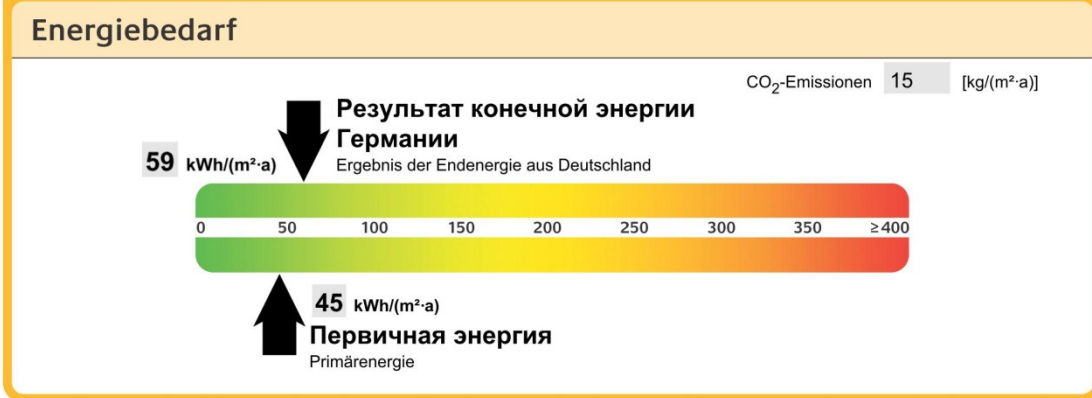 Energiebedarf
CO₂-Emissionen 15 [kg/(m²·a)]
Результат конечной энергии
Германии
59 kWh/(m²·a)
Ergebnis der Endenergie aus Deutschland
0 50 100 150 200 250 300 350 ≥400
45 kWh/(m²·a)
Первичная энергия
Primärenergie